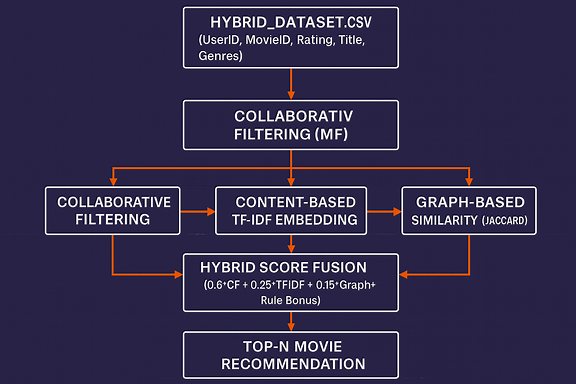 HYBRID_DATASET.CSV
(UserID, MovieID, Rating, Title,
Genres)
COLLABORATIV
FILTERING (MF)
COLLABORATIVE
FILTERING
CONTENT-BASED
TF-IDF EMBEDDING
GRAPH-BASED
SIMILARITY (JACCARD)
HYBRID SCORE FUSION
(0.6*CF + 0.25*TFIDF + 0.15*Graph+
Rule Bonus)
TOP-N MOVIE
RECOMMENDATION